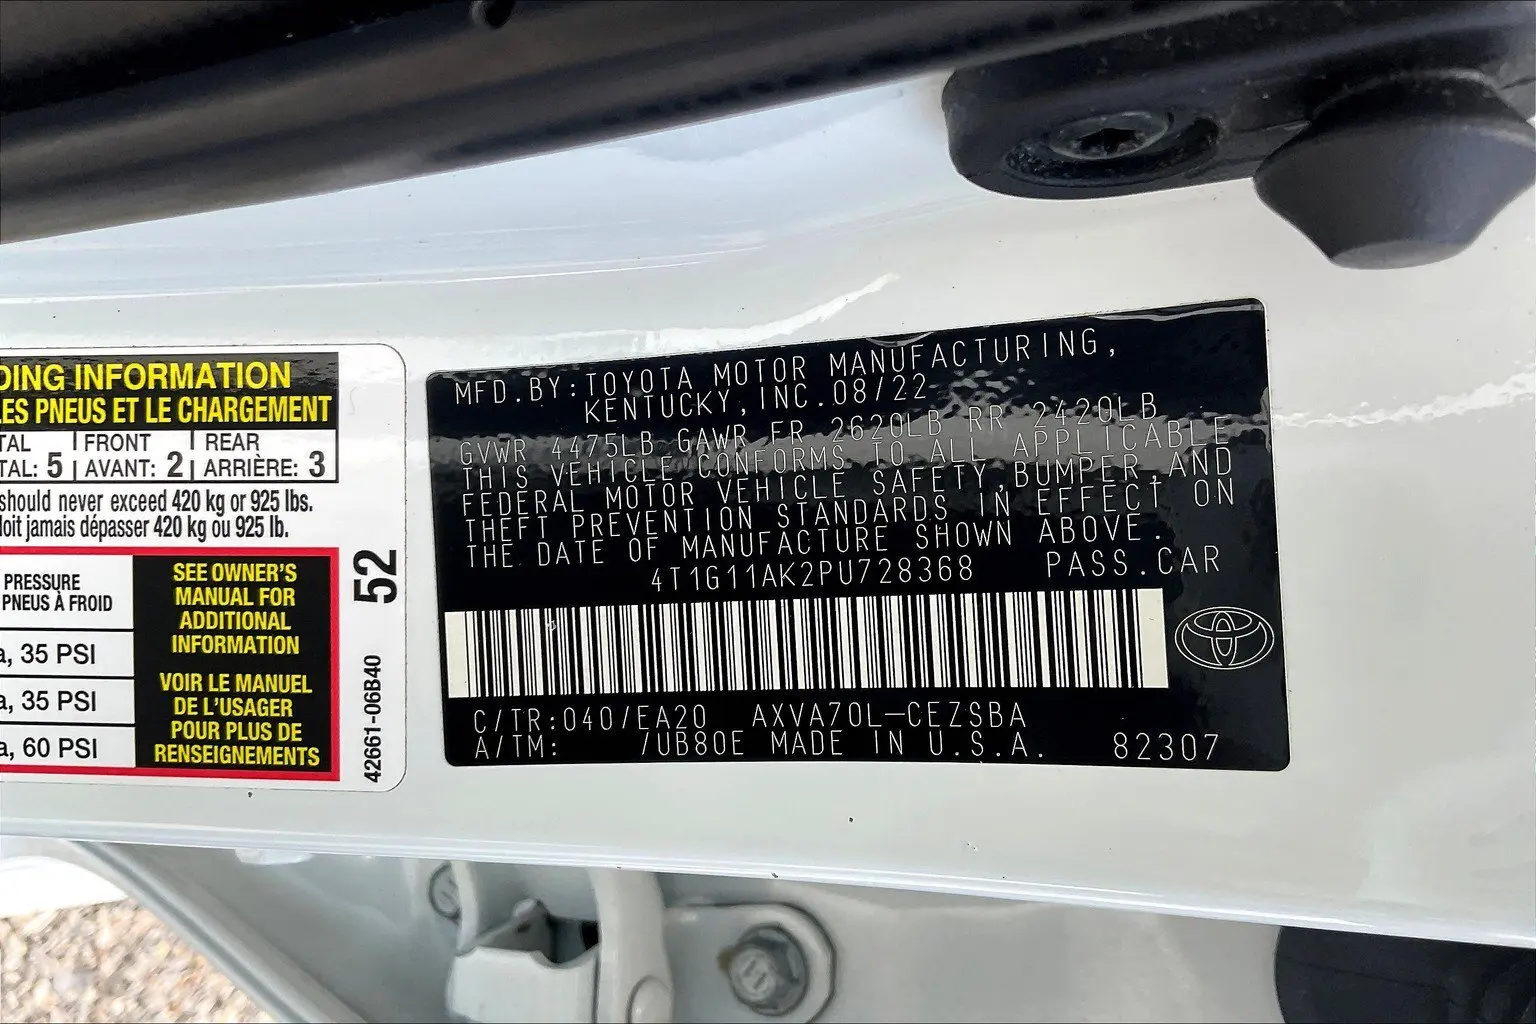 DING INFORMATION
LES PNEUS ET LE CHARGEMENT
TAL FRONT REAR
TAL: 5 AVANT: 2 ARRIÈRE: 3
should never exceed 420 kg or 925 lbs.
doit jamais dépasser 420 kg ou 925 lb.
PRESSURE
PNEUS À FROID
a, 35 PSI
a, 35 PSI
a, 60 PSI
SEE OWNER'S
MANUAL FOR
ADDITIONAL
INFORMATION
VOIR LE MANUEL
DE L'USAGER
POUR PLUS DE
RENSEIGNEMENTS
52
42661-06B40
MFD.BY:TOYOTA MOTOR MANUFACTURING,
KENTUCKY,INC.08/22
GVWR 4475LB GAWR FR 2620LB RR 2420LB
THIS VEHICLE CONFORMS TO ALL APPLICABLE
FEDERAL MOTOR VEHICLE SAFETY,BUMPER,AND
THEFT PREVENTION STANDARDS IN EFFECT ON
THE DATE OF MANUFACTURE SHOWN ABOVE.
4T1G11AK2PU728368 PASS.CAR
C/TR:040/EA20 AXVA70L-CEZSBA
A/TM: /UB80E MADE IN U.S.A. 82307